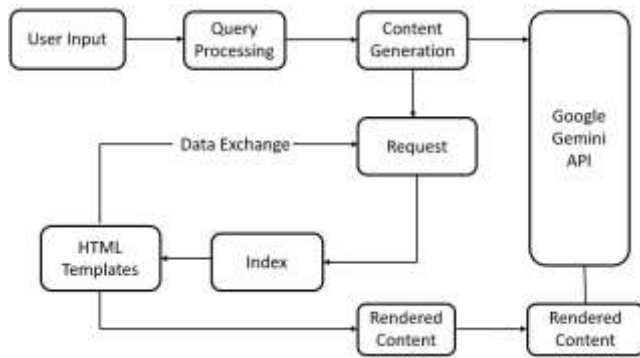 User Input
Query
Processing
Content
Generation
Google
Gemini
API
Data Exchange
Request
HTML
Templates
Index
Rendered
Content
Rendered
Content